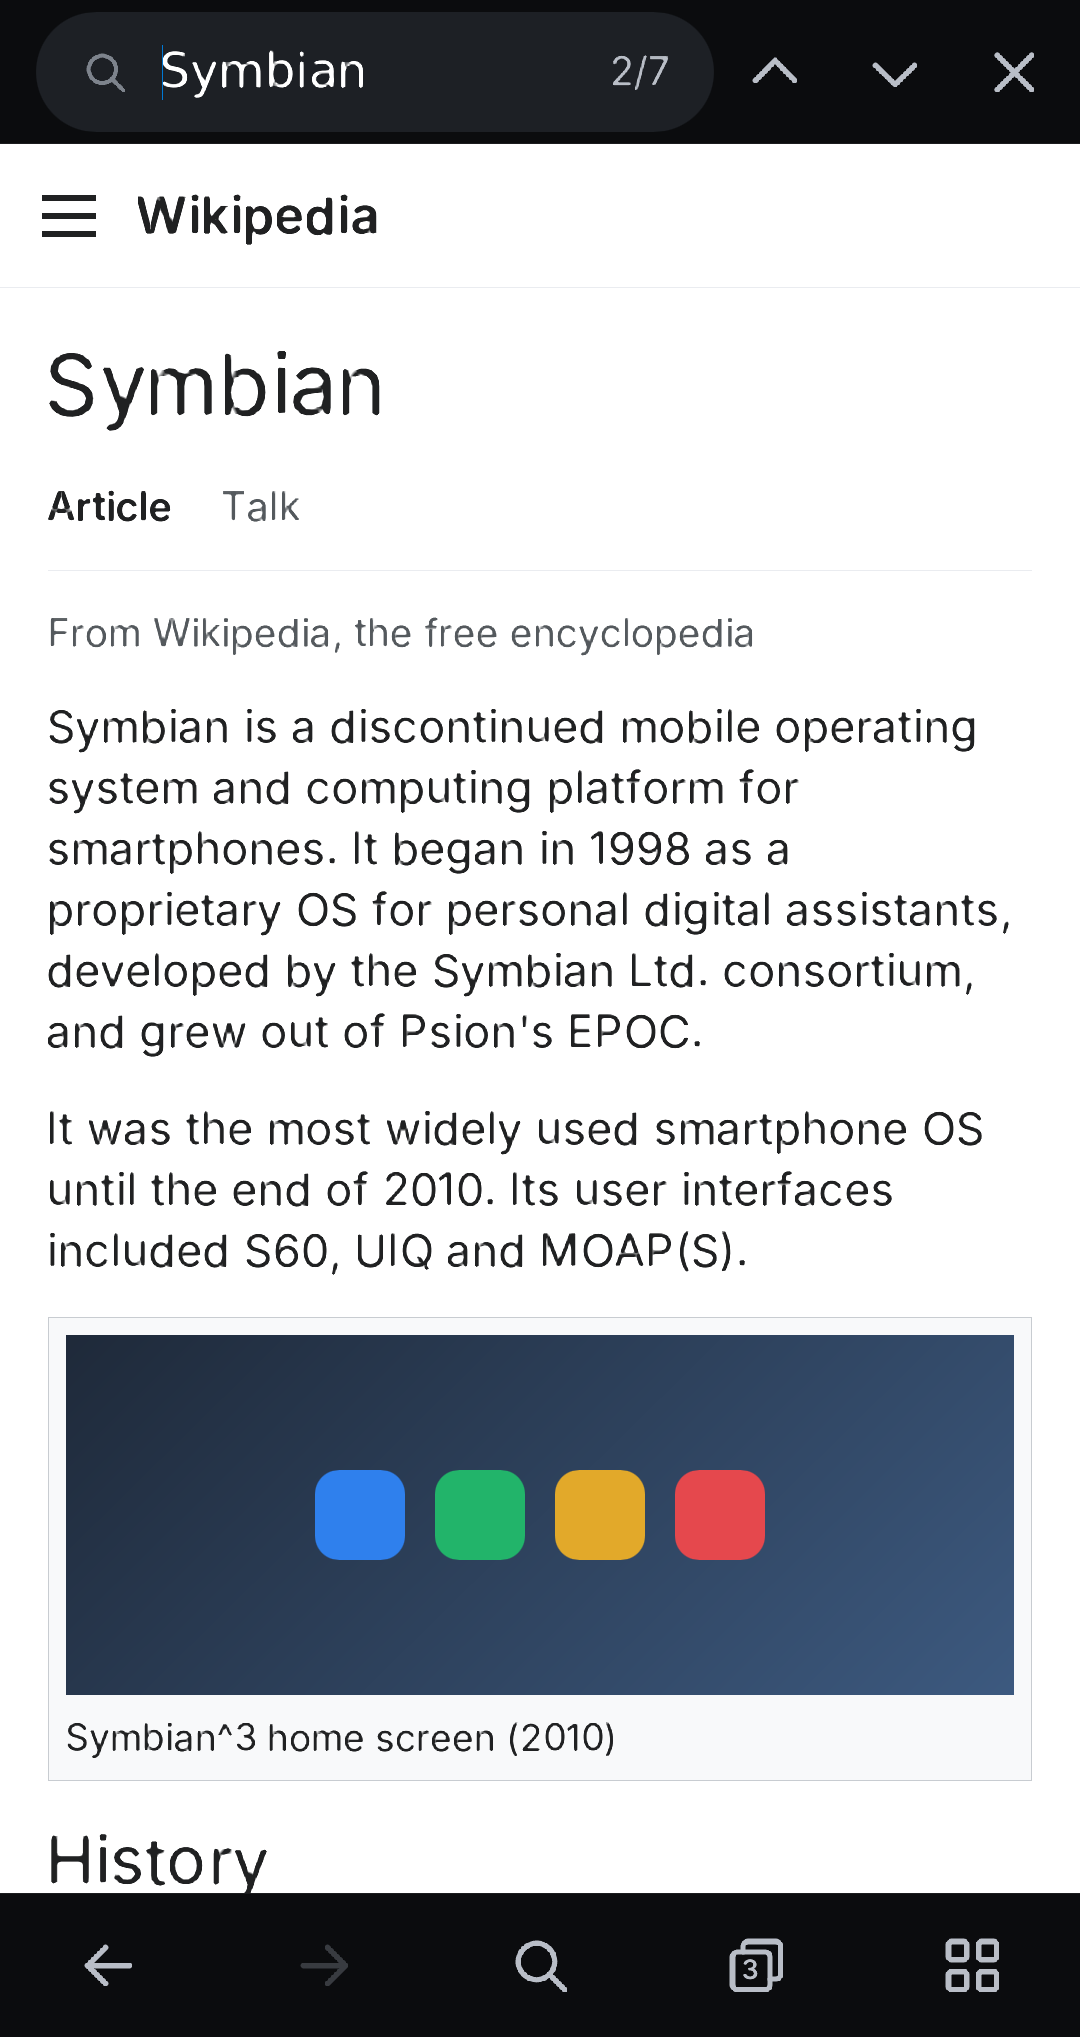 Symbian 2/7
Wikipedia
Symbian
Article Talk
From Wikipedia, the free encyclopedia
Symbian is a discontinued mobile operating
system and computing platform for
smartphones. It began in 1998 as a
proprietary OS for personal digital assistants,
developed by the Symbian Ltd. consortium,
and grew out of Psion's EPOC.
It was the most widely used smartphone OS
until the end of 2010. Its user interfaces
included S60, UIQ and MOAP(S).
Symbian^3 home screen (2010)
History
3